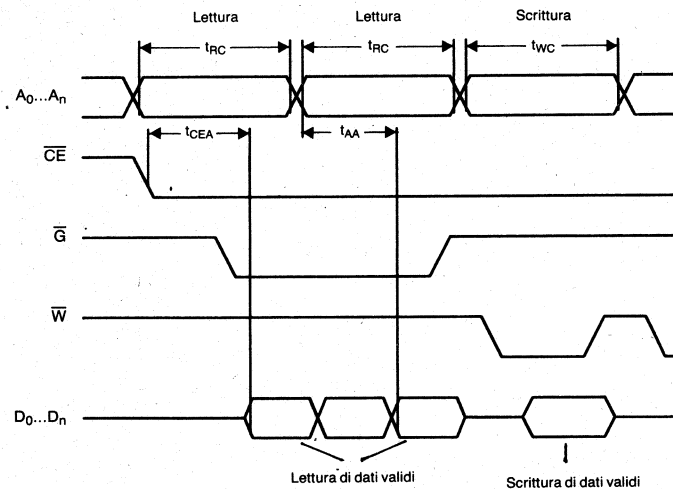 Lettura Lettura Scrittura
tRC tRC tWC
A0...An
tCEA tAA
CE
G
W
D0...Dn
Lettura di dati validi Scrittura di dati validi